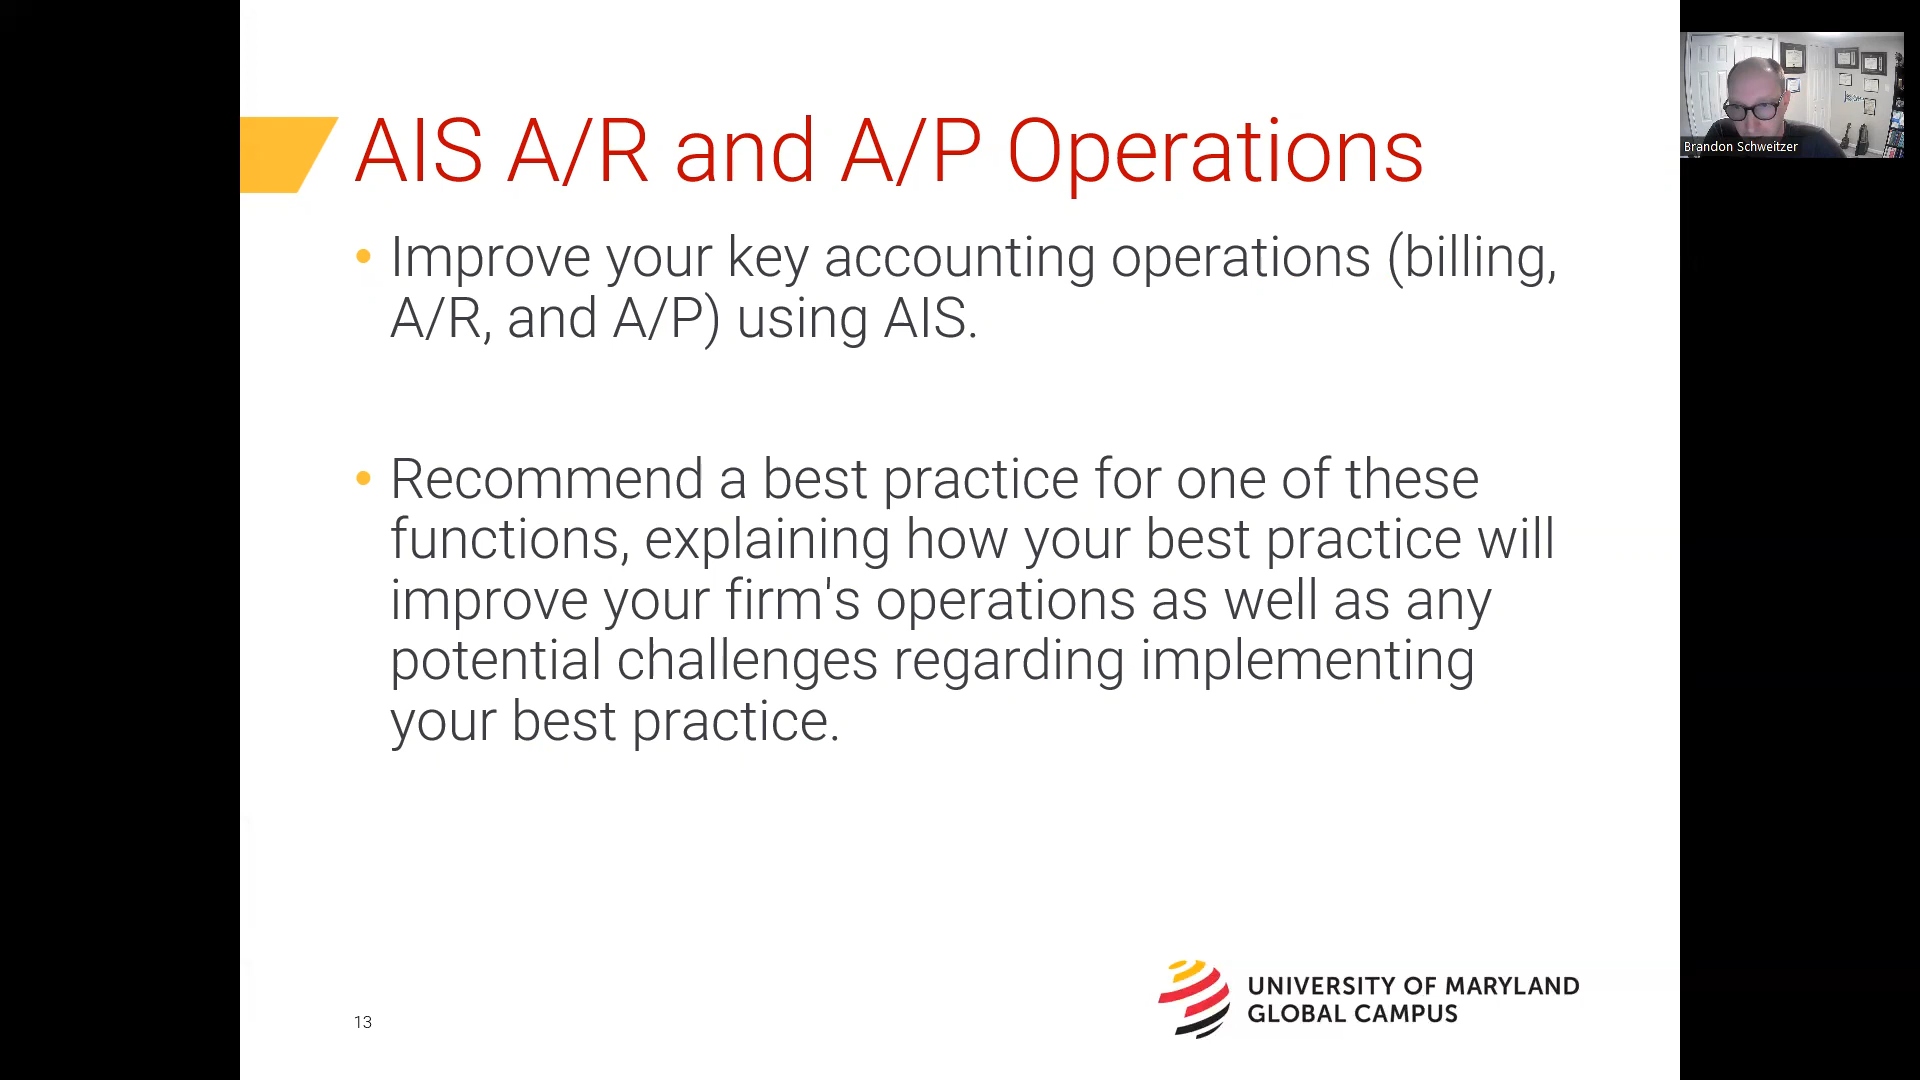 AIS A/R and A/P Operations
• Improve your key accounting operations (billing,
A/R, and A/P) using AIS.
• Recommend a best practice for one of these
functions, explaining how your best practice will
improve your firm's operations as well as any
potential challenges regarding implementing
your best practice.
13
UNIVERSITY OF MARYLAND
GLOBAL CAMPUS
Brandon Schweitzer